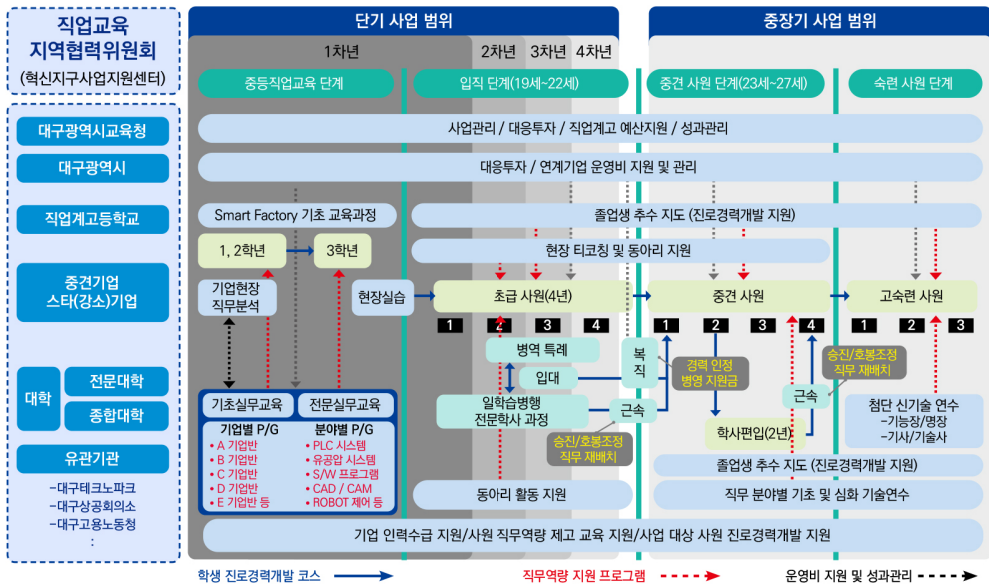 직업교육
지역협력위원회
(혁신지구사업지원센터)
대구광역시교육청
대구광역시
직업계고등학교
중견기업
스타(강소)기업
대학
전문대학
종합대학
유관기관
-대구테크노파크
-대구상공회의소
-대구고용노동청
:
단기 사업 범위
중장기 사업 범위
1차년
2차년
3차년
4차년
중등직업교육 단계
입직 단계(19세~22세)
중견 사원 단계(23세~27세)
숙련 사원 단계
사업관리 / 대응투자 / 직업계고 예산지원 / 성과관리
대응투자 / 연계기업 운영비 지원 및 관리
Smart Factory 기초 교육과정
졸업생 추수 지도 (진로경력개발 지원)
1, 2학년
3학년
현장 티코칭 및 동아리 지원
기업현장
직무분석
현장실습
초급 사원(4년)
중견 사원
고숙련 사원
1
2
3
4
1
2
3
4
1
2
3
병역 특례
입대
복
직
경력 인정
병영 지원금
승진/호봉조정
직무 재배치
일학습병행
전문학사 과정
근속
근속
승진/호봉조정
직무 재배치
학사편입(2년)
첨단 신기술 연수
-기능장/명장
-기사/기술사
기초실무교육
전문실무교육
기업별 P/G
• A 기업반
• B 기업반
• C 기업반
• D 기업반
• E 기업반 등
분야별 P/G
• PLC 시스템
• 유공압 시스템
• S/W 프로그램
• CAD / CAM
• ROBOT 제어 등
졸업생 추수 지도 (진로경력개발 지원)
동아리 활동 지원
직무 분야별 기초 및 심화 기술연수
기업 인력수급 지원/사원 직무역량 제고 교육 지원/사업 대상 사원 진로경력개발 지원
학생 진로경력개발 코스
직무역량 지원 프로그램
운영비 지원 및 성과관리